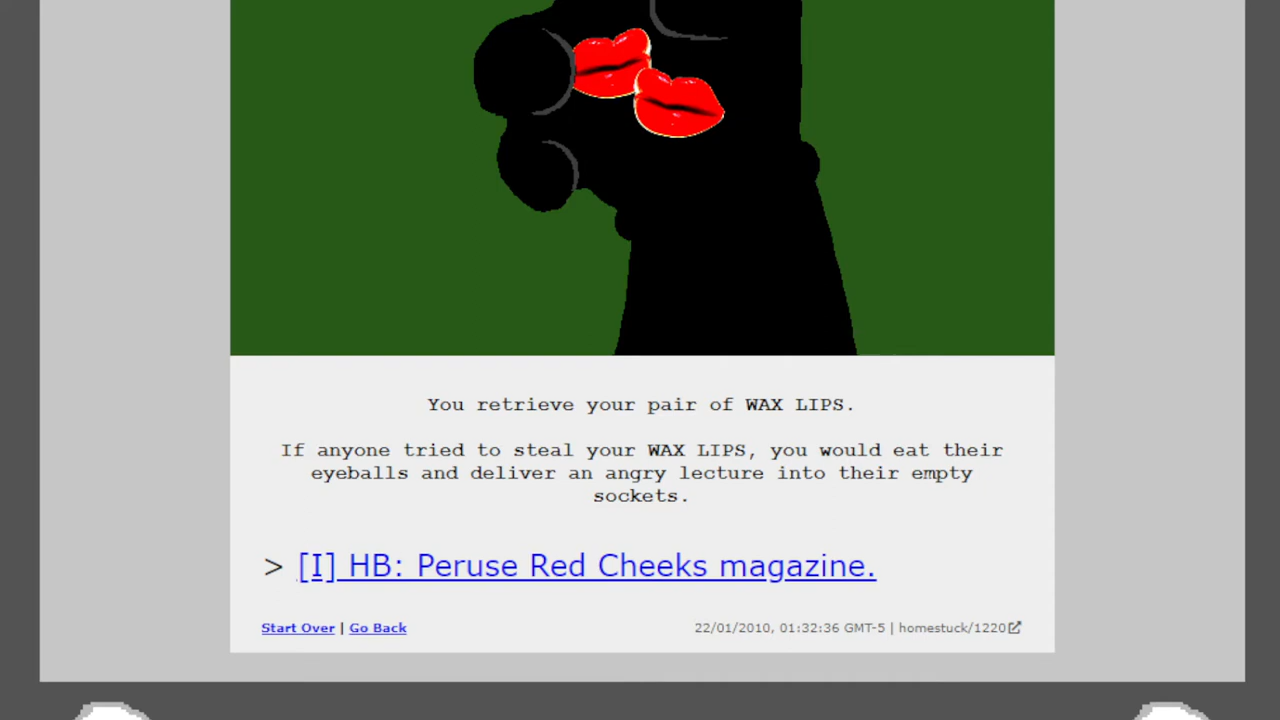 You retrieve your pair of WAX LIPS.
If anyone tried to steal your WAX LIPS, you would eat their
eyeballs and deliver an angry lecture into their empty
sockets.
> [I] HB: Peruse Red Cheeks magazine.
Start Over | Go Back 22/01/2010, 01:32:36 GMT-5 | homestuck/1220